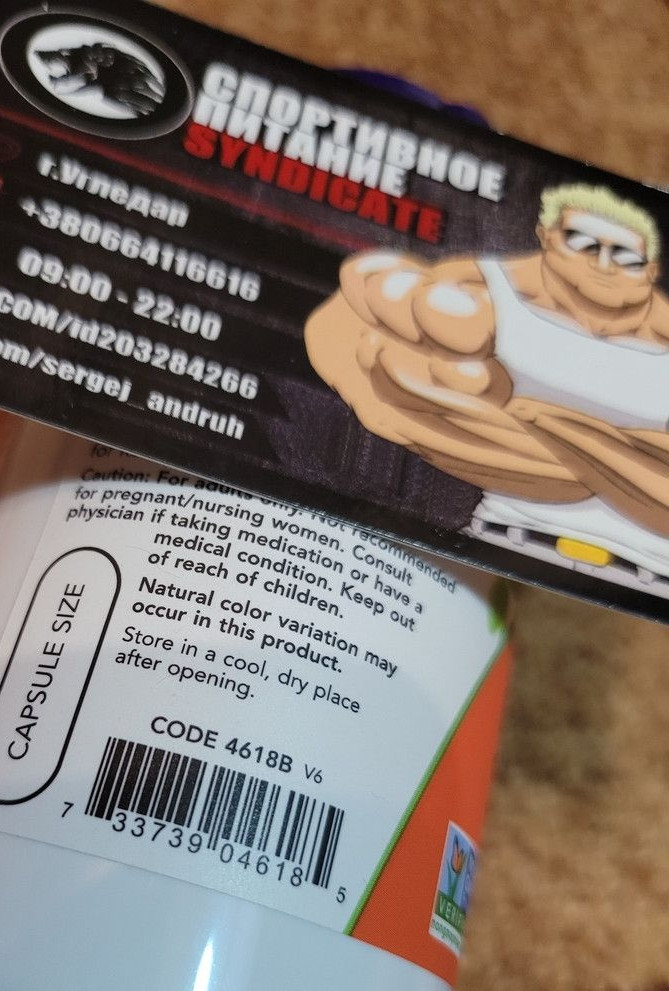 СПОРТИВНОЕ
ПИТАНИЕ
SYNDICATE
г.Угледар
+380664116616
09:00 - 22:00
COM/id203284266
om/sergej_andruh
Caution: For adults only. Not recommended
for pregnant/nursing women. Consult
physician if taking medication or have a
medical condition. Keep out
of reach of children.
Natural color variation may
occur in this product.
Store in a cool, dry place
after opening.
CAPSULE SIZE
CODE 4618B V6
7 33739 04618 5